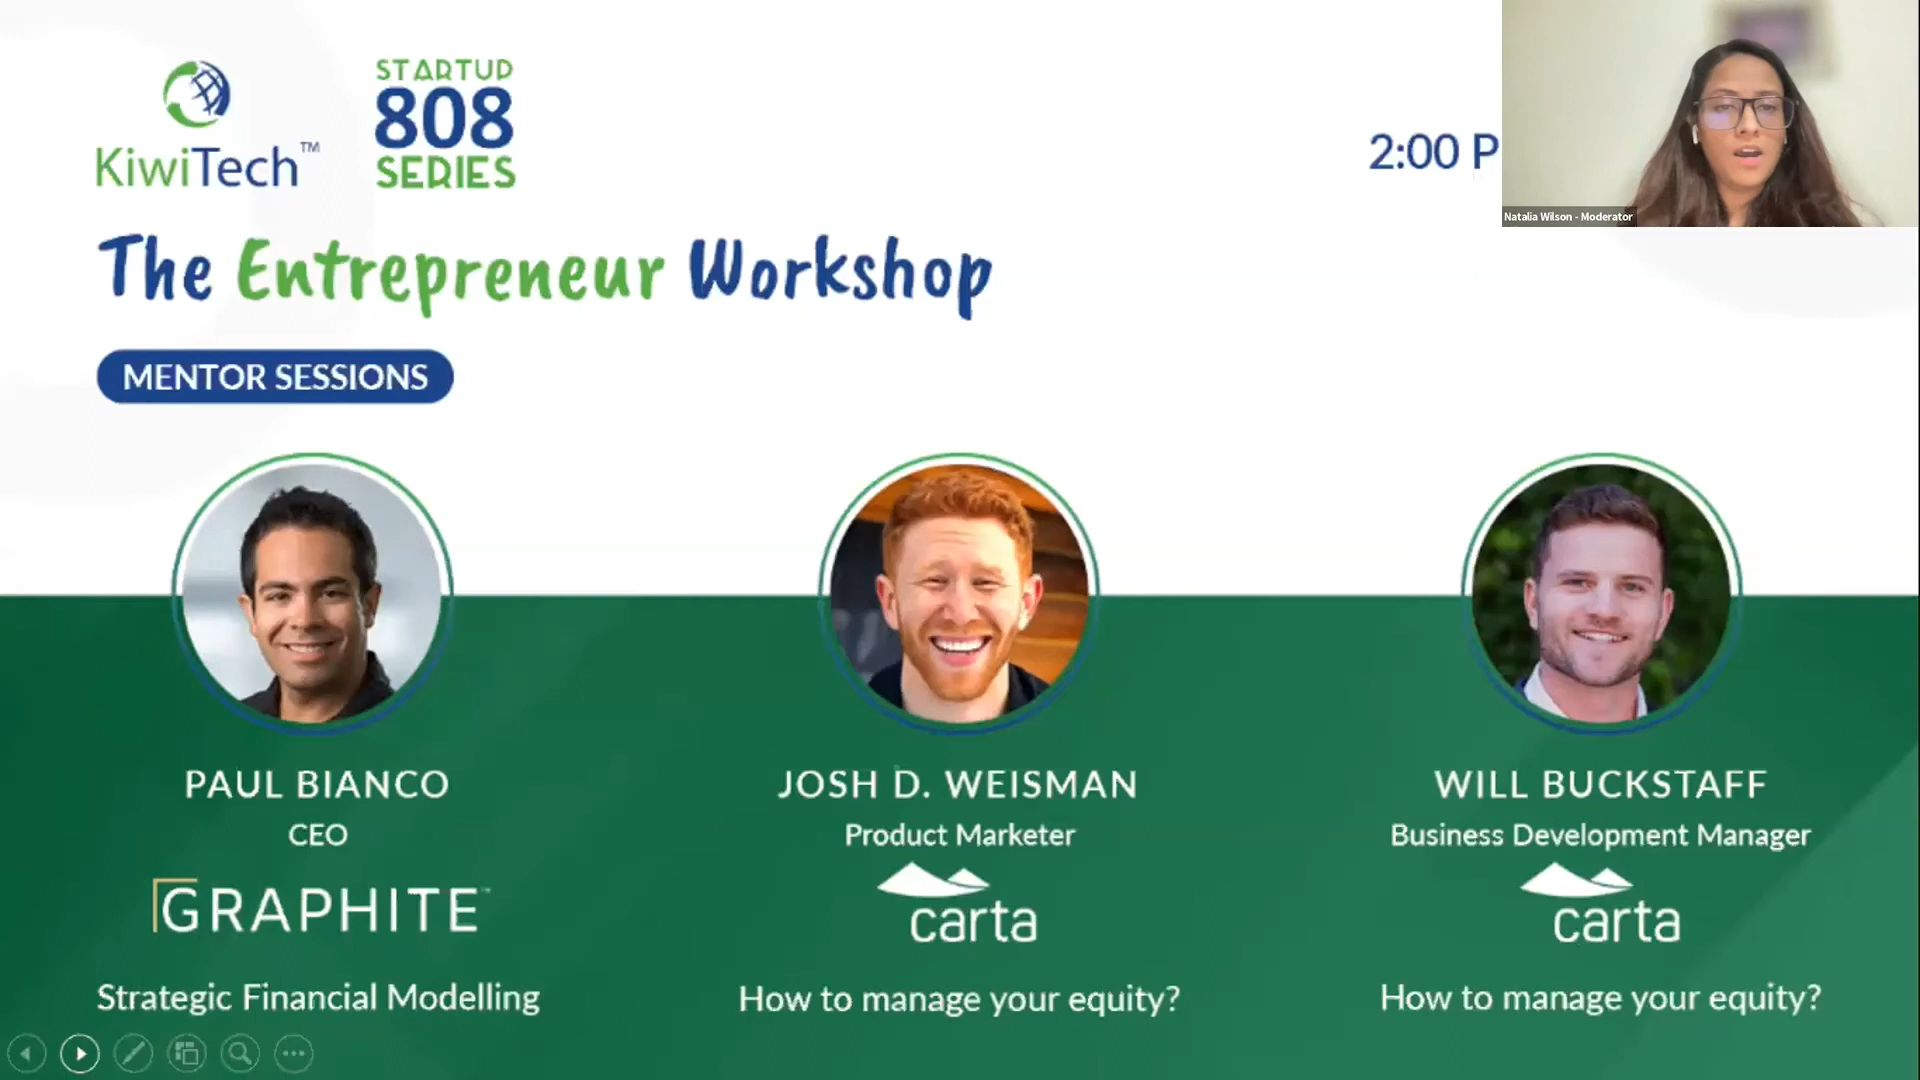 KiwiTech™
STARTUP
808
SERIES
2:00 P
Natalia Wilson - Moderator
The Entrepreneur Workshop
MENTOR SESSIONS
PAUL BIANCO
CEO
GRAPHITE™
Strategic Financial Modelling
JOSH D. WEISMAN
Product Marketer
carta
How to manage your equity?
WILL BUCKSTAFF
Business Development Manager
carta
How to manage your equity?